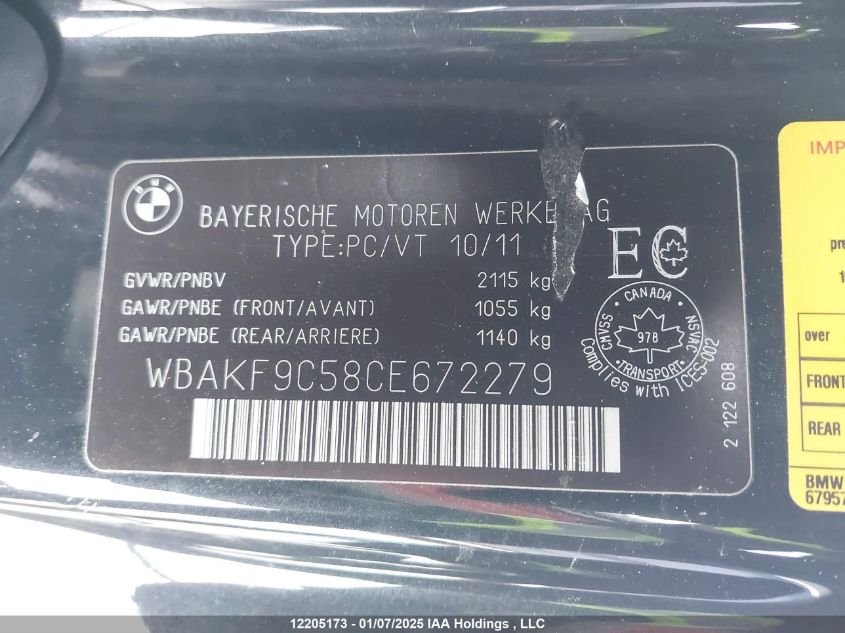 BMW
BAYERISCHE MOTOREN WERKE AG
TYPE:PC/VT 10/11
GVWR/PNBV 2115 kg
GAWR/PNBE (FRONT/AVANT) 1055 kg
GAWR/PNBE (REAR/ARRIERE) 1140 kg
WBAKF9C58CE672279
EC
CANADA
CMVSS 978 NSVAC
TRANSPORT
Complies with ICES-002
2 122 608
over
FRONT
REAR
BMW
12205173 - 01/07/2025 IAA Holdings , LLC